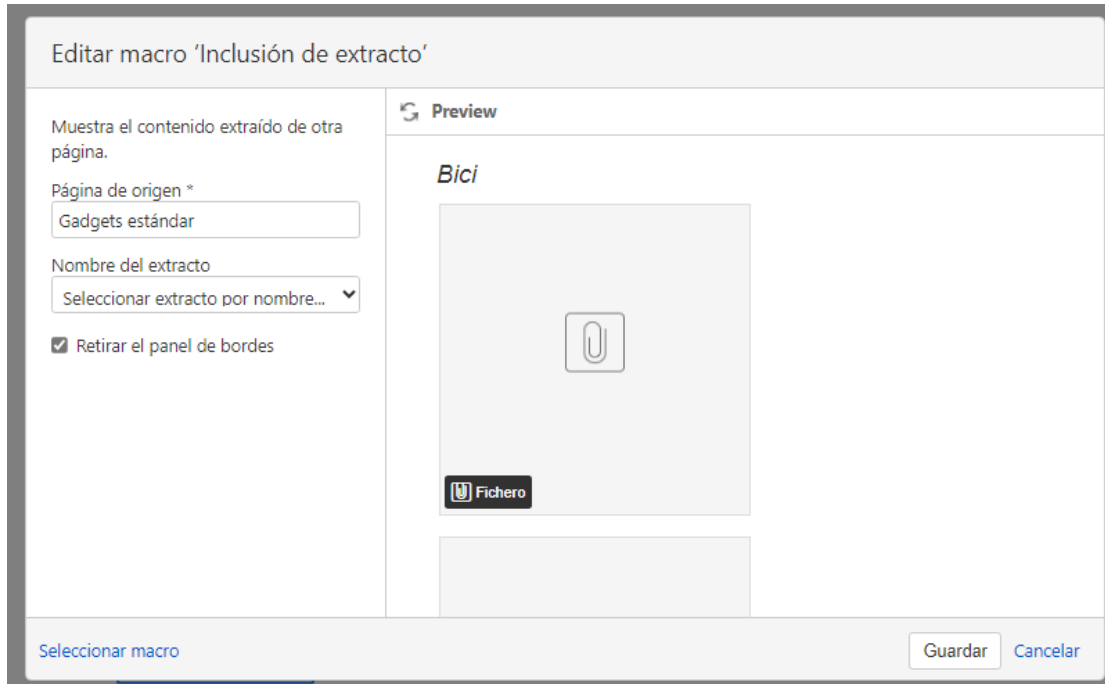 Editar macro ‘Inclusión de extracto’
Muestra el contenido extraído de otra
página.
Página de origen *
Gadgets estándar
Nombre del extracto
Seleccionar extracto por nombre...
Retirar el panel de bordes
Preview
Bici
Fichero
Seleccionar macro
Guardar
Cancelar